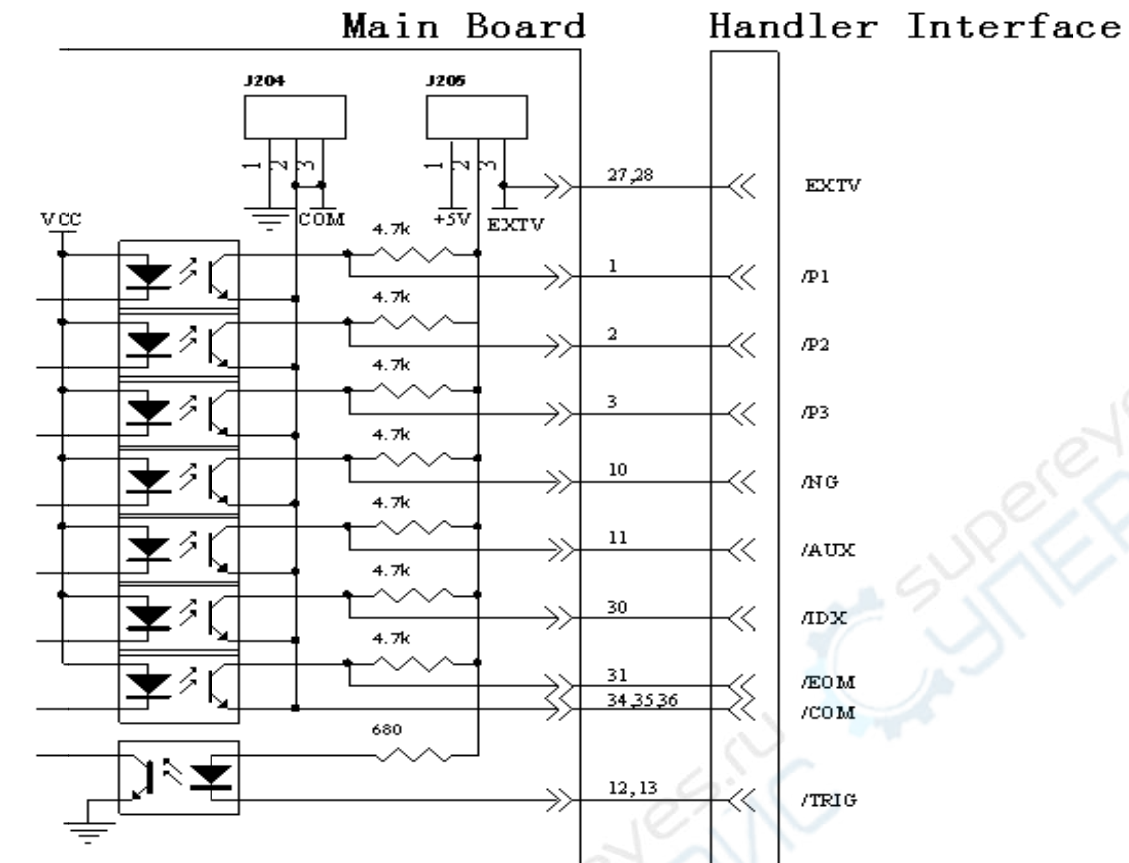 Main Board Handler Interface
J204 J205
1 2 3 1 2 3
27,28 EXTV
COM +5V EXTV
VCC
4.7k
1 /P1
4.7k
2 /P2
4.7k
3 /P3
4.7k
10 /NG
4.7k
11 /AUX
4.7k
30 /IDX
4.7k
31 /EOM
34,35,36 /COM
680
12,13 /TRIG